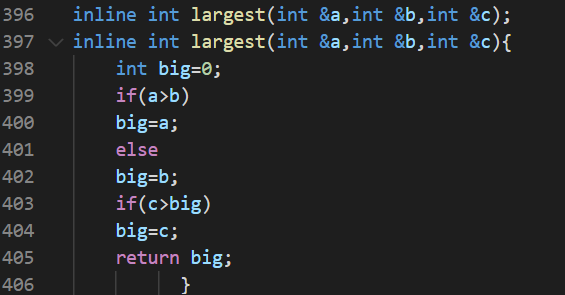 396 inline int largest(int &a,int &b,int &c);
397 inline int largest(int &a,int &b,int &c){
398 int big=0;
399 if(a>b)
400 big=a;
401 else
402 big=b;
403 if(c>big)
404 big=c;
405 return big;
406 }